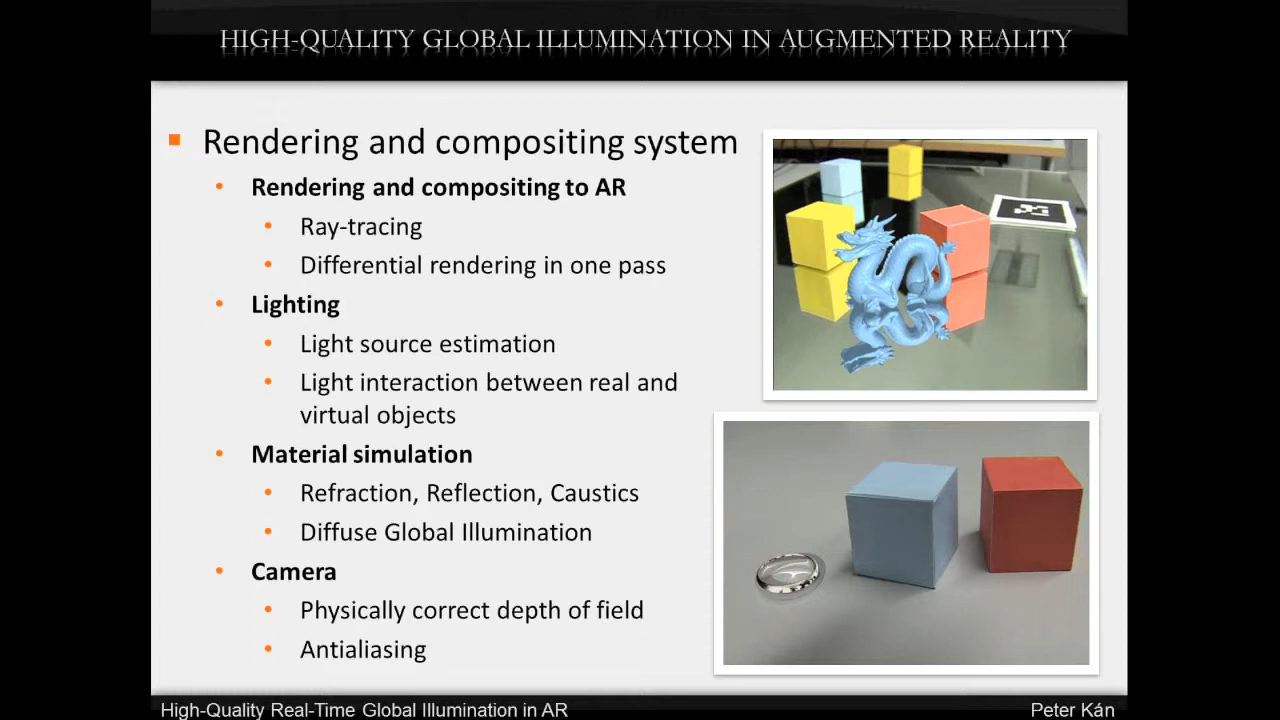 HIGH-QUALITY GLOBAL ILLUMINATION IN AUGMENTED REALITY
Rendering and compositing system
Rendering and compositing to AR
Ray-tracing
Differential rendering in one pass
Lighting
Light source estimation
Light interaction between real and
virtual objects
Material simulation
Refraction, Reflection, Caustics
Diffuse Global Illumination
Camera
Physically correct depth of field
Antialiasing
High-Quality Real-Time Global Illumination in AR
Peter Kán